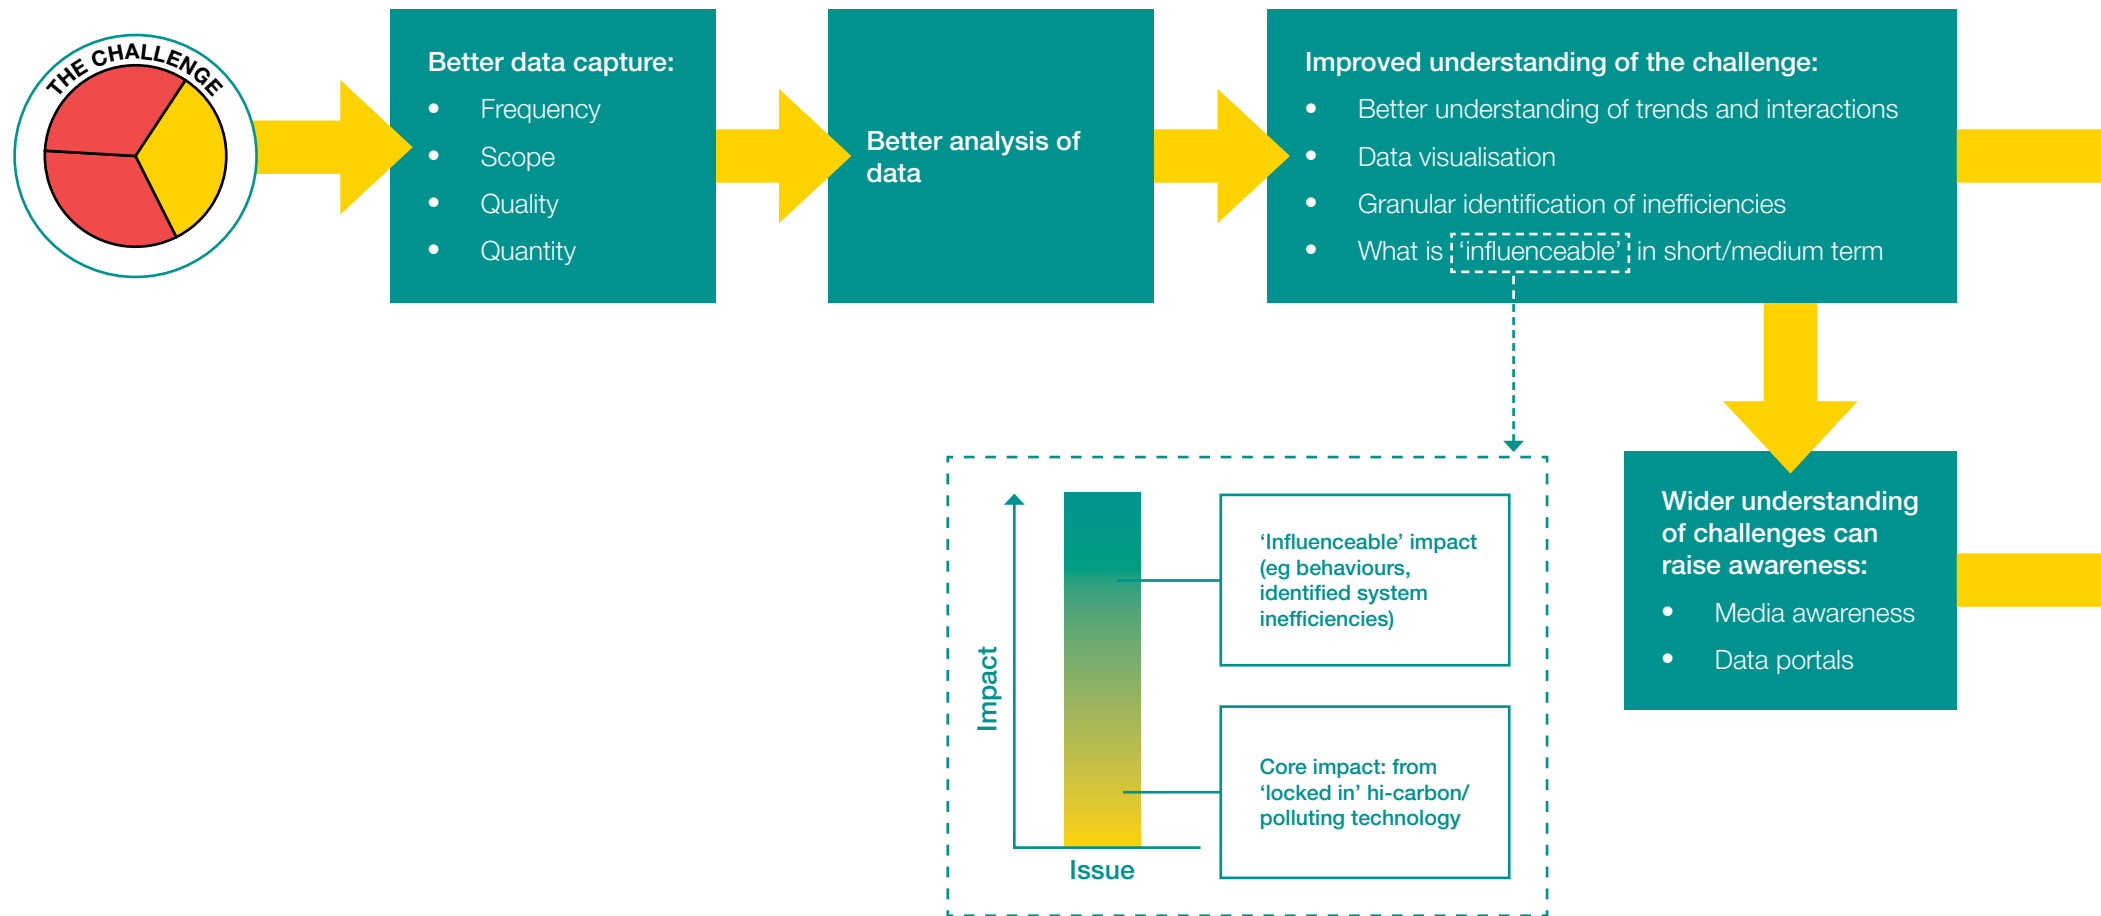 THE CHALLENGE
Better data capture:
• Frequency
• Scope
• Quality
• Quantity
Better analysis of
data
Improved understanding of the challenge:
• Better understanding of trends and interactions
• Data visualisation
• Granular identification of inefficiencies
• What is ‘influenceable’ in short/medium term
Impact
Issue
‘Influenceable’ impact
(eg behaviours,
identified system
inefficiencies)
Core impact: from
‘locked in’ hi-carbon/
polluting technology
Wider understanding
of challenges can
raise awareness:
• Media awareness
• Data portals